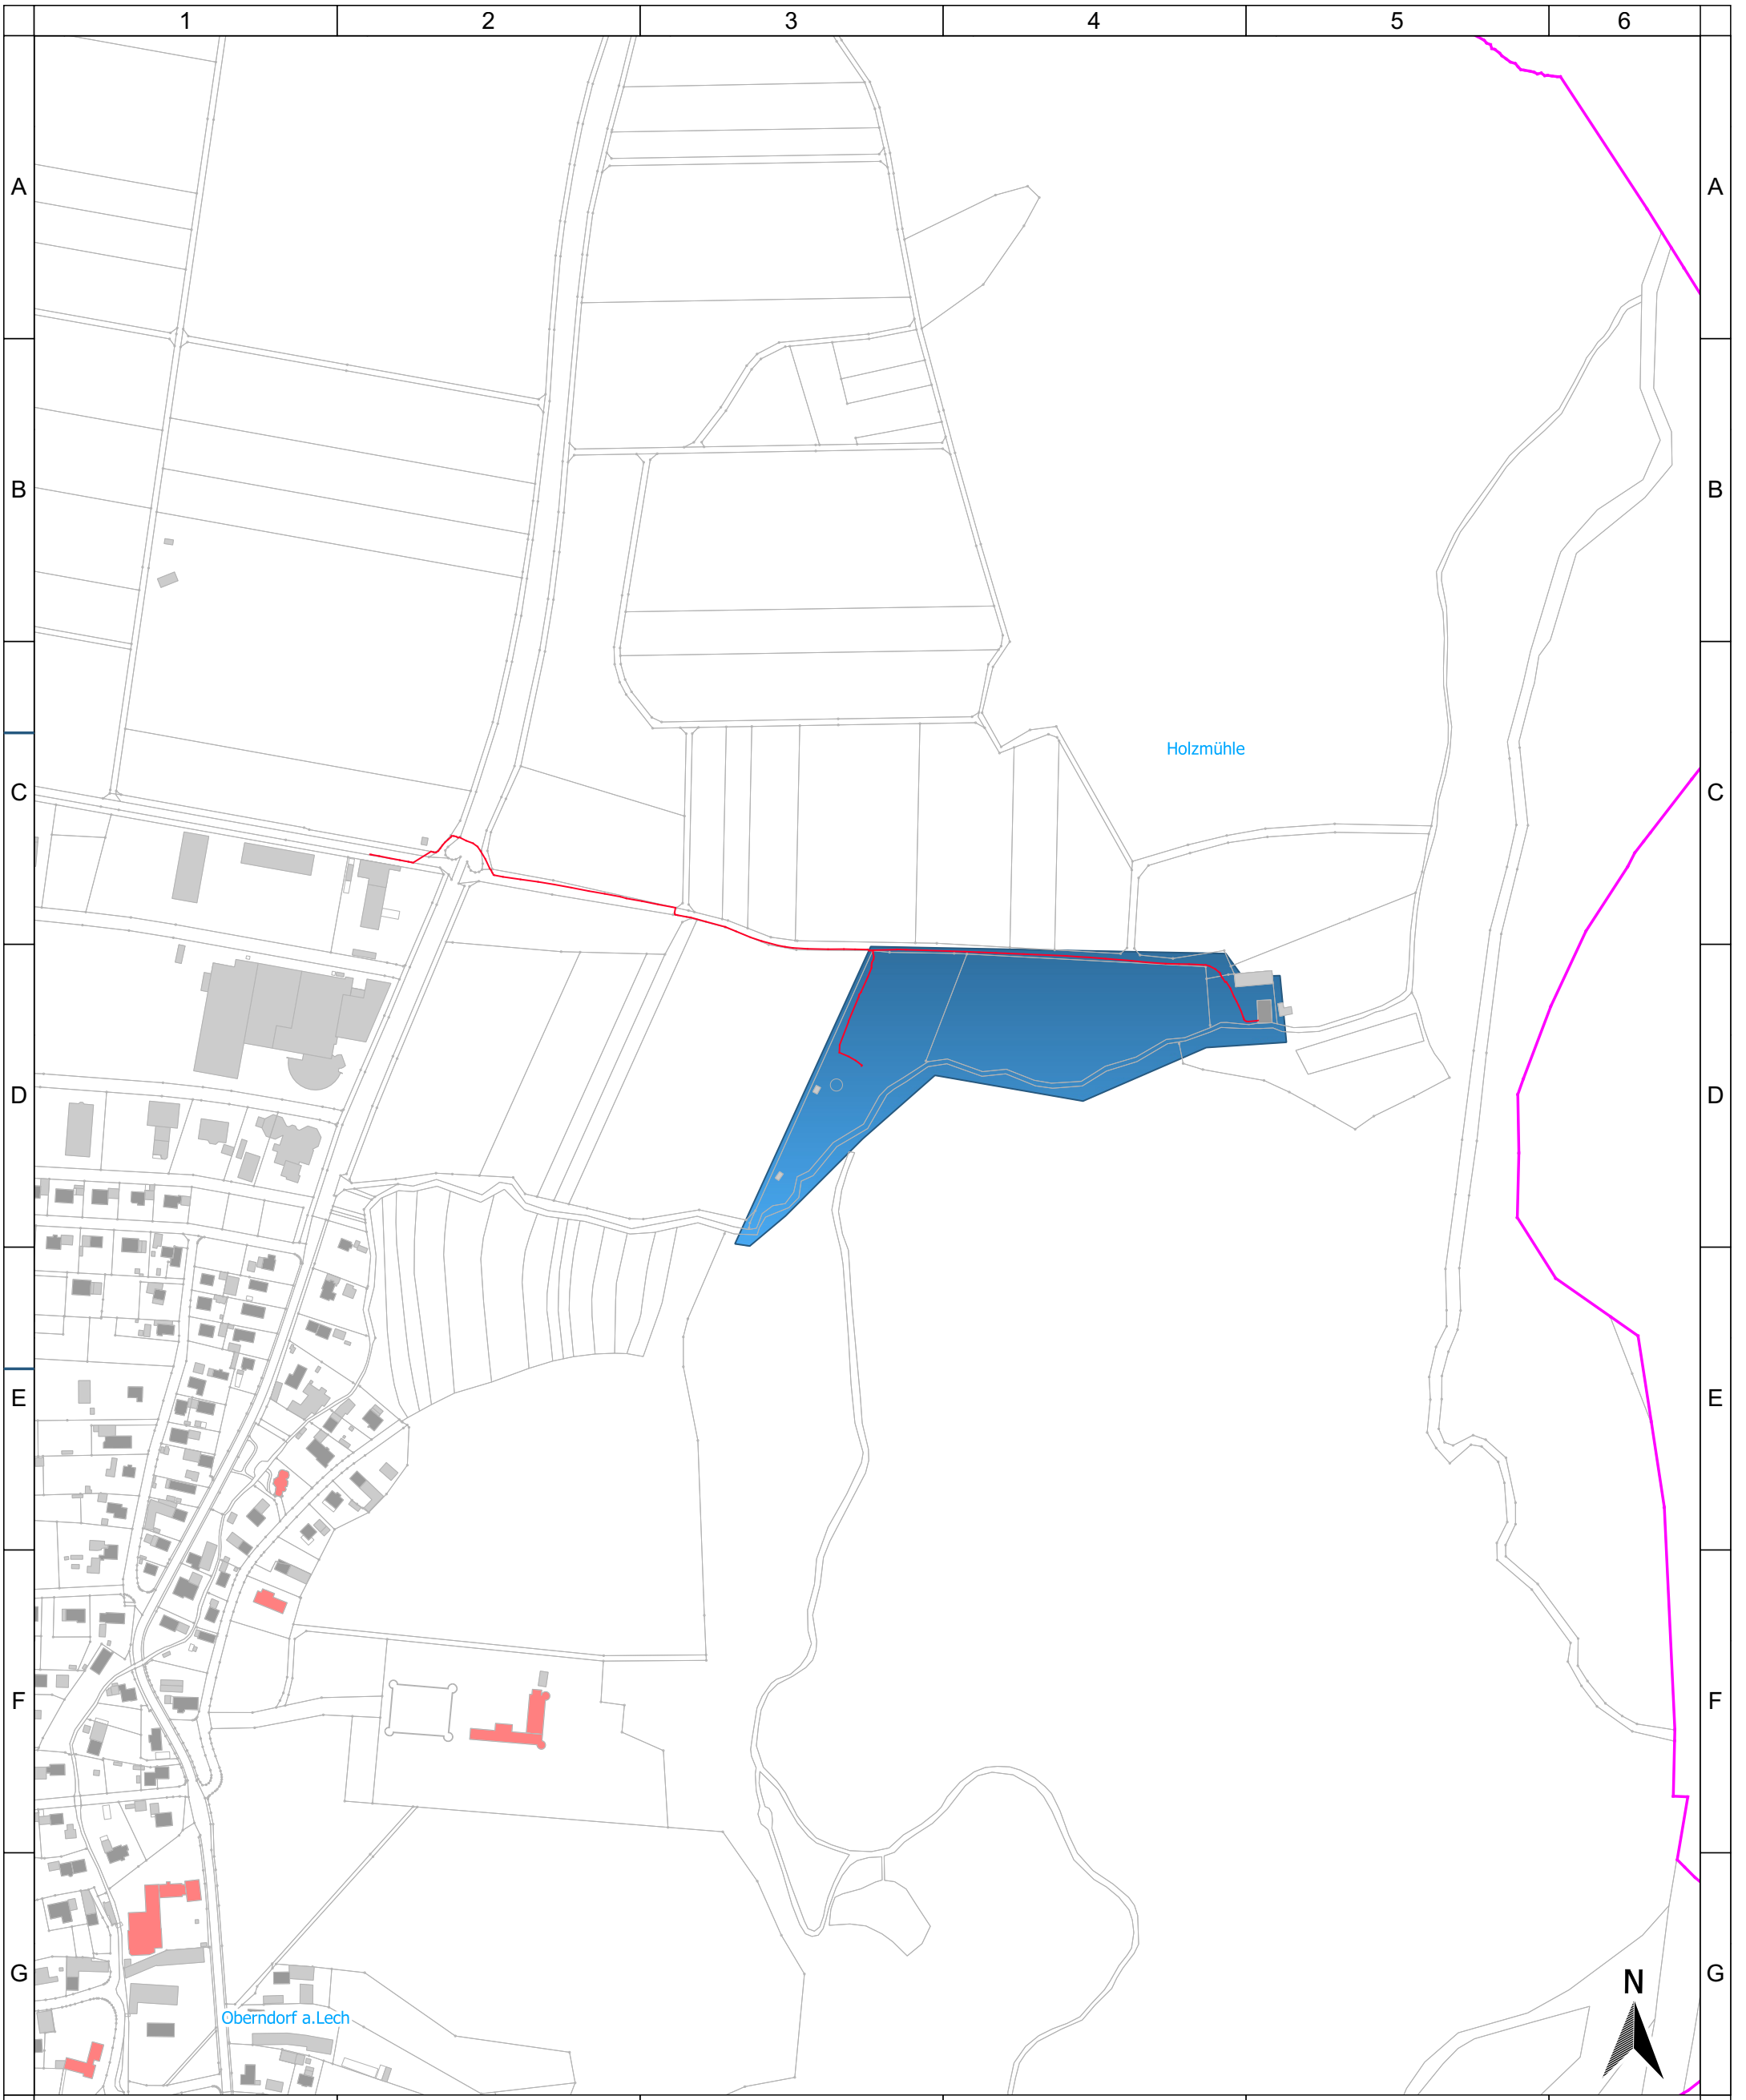 1 2 3 4 5 6
A A
B B
Holzmühle
C C
D D
E E
F F
G N G
Oberndorf a.Lech